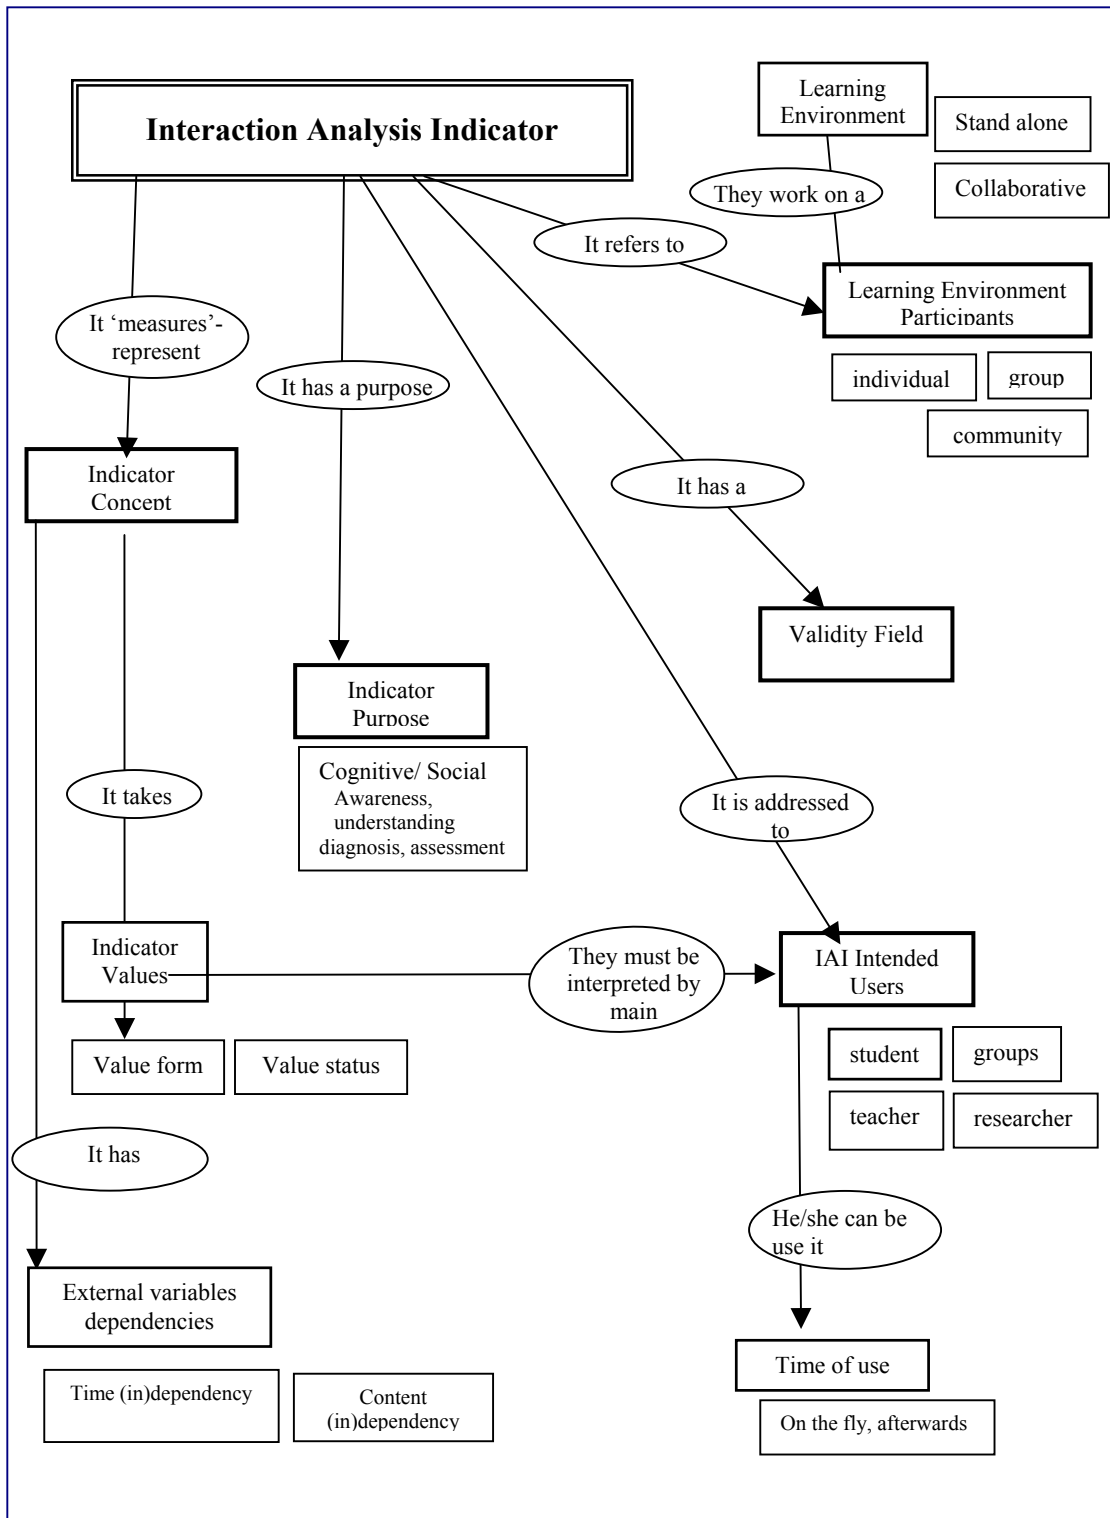 Interaction Analysis Indicator
Learning
Environment
Stand alone
Collaborative
They work on a
It refers to
Learning Environment
Participants
individual
group
community
It ‘measures’-
represent
It has a purpose
It has a
Indicator
Concept
Validity Field
Indicator
Purpose
Cognitive/ Social
Awareness,
understanding
diagnosis, assessment
It takes
It is addressed
to
Indicator
Values
They must be
interpreted by
main
IAI Intended
Users
Value form
Value status
student
groups
teacher
researcher
It has
He/she can be
use it
External variables
dependencies
Time (in)dependency
Content
(in)dependency
Time of use
On the fly, afterwards